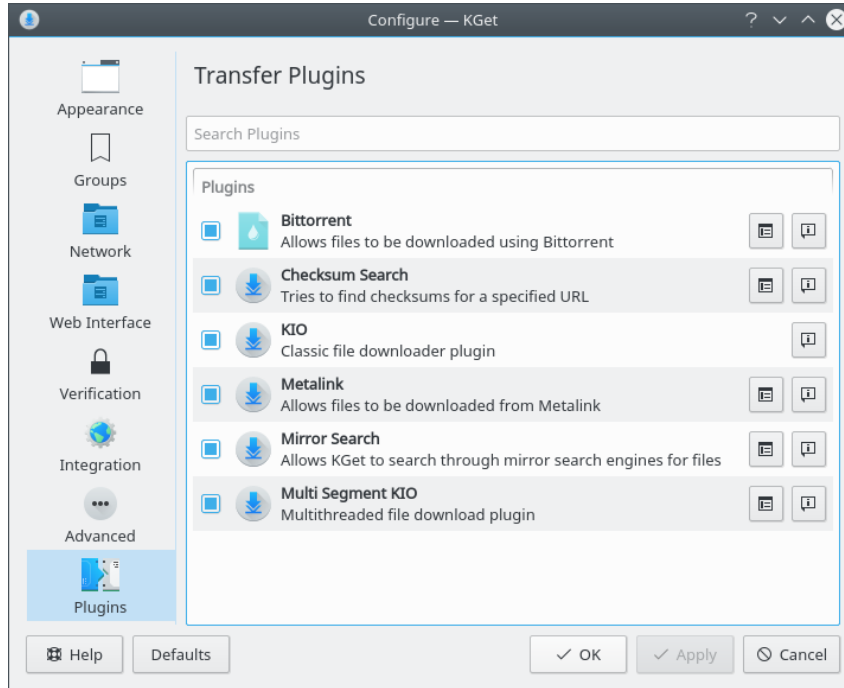 Configure — KGet
Appearance
Groups
Network
Web Interface
Verification
Integration
Advanced
Plugins
Transfer Plugins
Search Plugins
Plugins
Bittorrent
Allows files to be downloaded using Bittorrent
Checksum Search
Tries to find checksums for a specified URL
KIO
Classic file downloader plugin
Metalink
Allows files to be downloaded from Metalink
Mirror Search
Allows KGet to search through mirror search engines for files
Multi Segment KIO
Multithreaded file download plugin
Help
Defaults
OK
Apply
Cancel